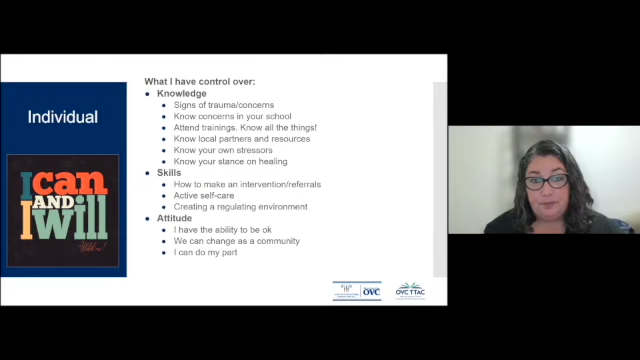 Individual
I can
AND
I Will
Watch me!
What I have control over:
Knowledge
Signs of trauma/concerns
Know concerns in your school
Attend trainings. Know all the things!
Know local partners and resources
Know your own stressors
Know your stance on healing
Skills
How to make an intervention/referrals
Active self-care
Creating a regulating environment
Attitude
I have the ability to be ok
We can change as a community
I can do my part
OVC
OVC TTAC